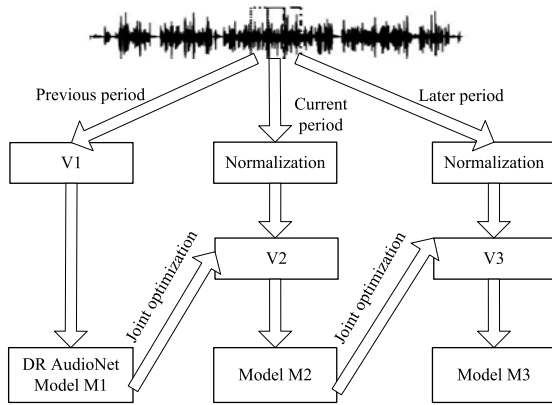 Previous period
Current
period
Later period
V1
Normalization
Normalization
Joint optimization
V2
Joint optimization
V3
DR AudioNet
Model M1
Model M2
Model M3